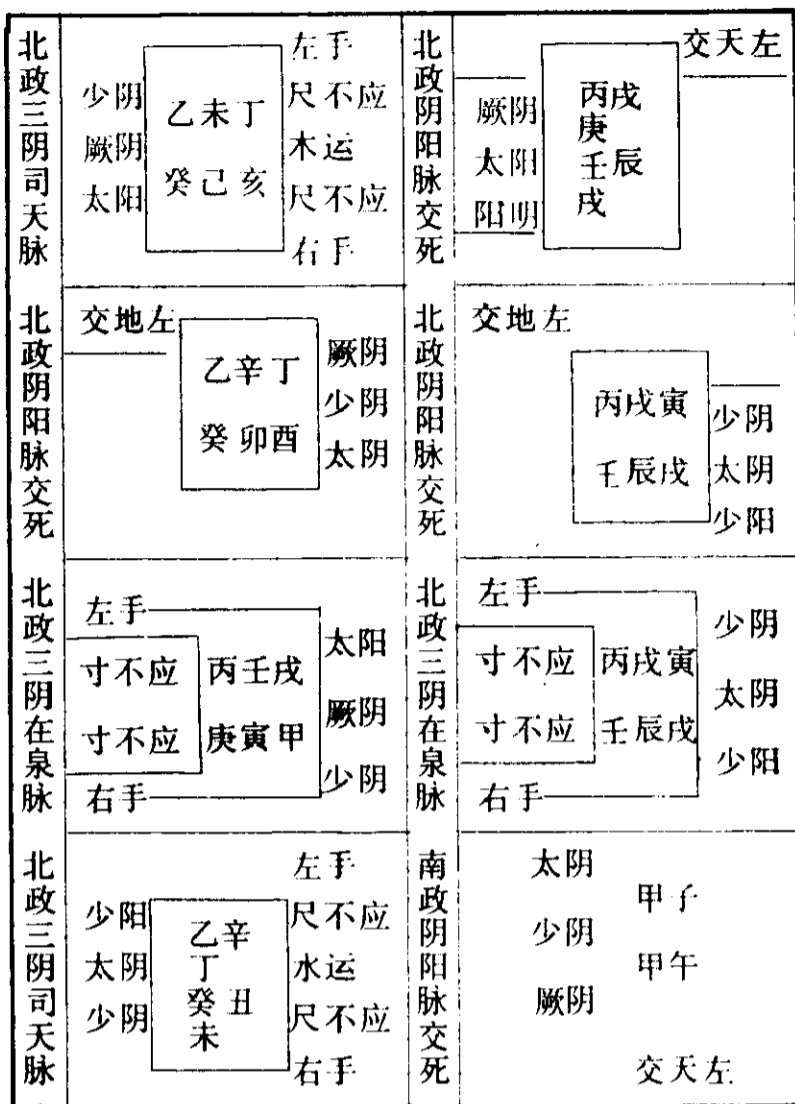 北政三阴司天脉
左手
少阴 尺不应
乙未丁
厥阴 木运
癸己亥
太阳 尺不应
右手
北政阴阳脉交死
交天左
丙戌
厥阴 庚
太阳 壬辰
阳明 戌
北政阴阳脉交死
交地左
厥阴
乙辛丁
少阴
癸卯酉
太阴
北政阴阳脉交死
交地左
丙戌寅
少阴
壬辰戌 太阴
少阳
北政三阴在泉脉
左手
太阳
寸不应 丙壬戌
厥阴
寸不应 庚寅甲
少阴
右手
北政三阴在泉脉
左手
少阴
寸不应 丙戌寅
太阴
寸不应 壬辰戌
少阳
右手
北政三阴司天脉
左手
少阳 乙辛 尺不应
太阴 丁 水运
癸丑
少阴 未 尺不应
右手
南政阴阳脉交死
太阴
甲子
少阴
甲午
厥阴
交天左